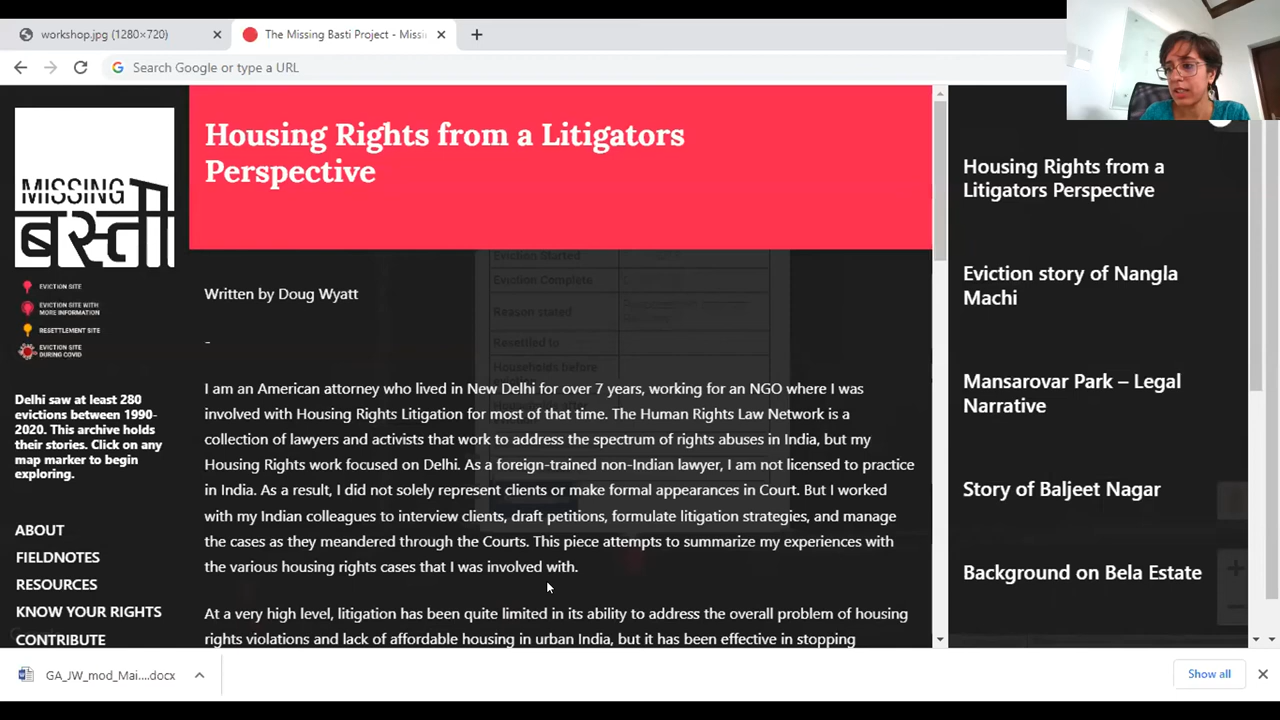 workshop.jpg (1280×720)
The Missing Basti Project - Missi
Search Google or type a URL
MISSING
बस्ती
EVICTION SITE
EVICTION SITE WITH
MORE INFORMATION
RESETTLEMENT SITE
EVICTION SITE
DURING COVID
Delhi saw at least 280
evictions between 1990-
2020. This archive holds
their stories. Click on any
map marker to begin
exploring.
ABOUT
FIELDNOTES
RESOURCES
KNOW YOUR RIGHTS
CONTRIBUTE
Housing Rights from a Litigators
Perspective
Eviction Started
Eviction Complete
Reason stated
Resettled to
Households before
Written by Doug Wyatt
-
I am an American attorney who lived in New Delhi for over 7 years, working for an NGO where I was
involved with Housing Rights Litigation for most of that time. The Human Rights Law Network is a
collection of lawyers and activists that work to address the spectrum of rights abuses in India, but my
Housing Rights work focused on Delhi. As a foreign-trained non-Indian lawyer, I am not licensed to practice
in India. As a result, I did not solely represent clients or make formal appearances in Court. But I worked
with my Indian colleagues to interview clients, draft petitions, formulate litigation strategies, and manage
the cases as they meandered through the Courts. This piece attempts to summarize my experiences with
the various housing rights cases that I was involved with.
At a very high level, litigation has been quite limited in its ability to address the overall problem of housing
rights violations and lack of affordable housing in urban India, but it has been effective in stopping
Housing Rights from a
Litigators Perspective
Eviction story of Nangla
Machi
Mansarovar Park – Legal
Narrative
Story of Baljeet Nagar
Background on Bela Estate
GA_JW_mod_Mai....docx
Show all